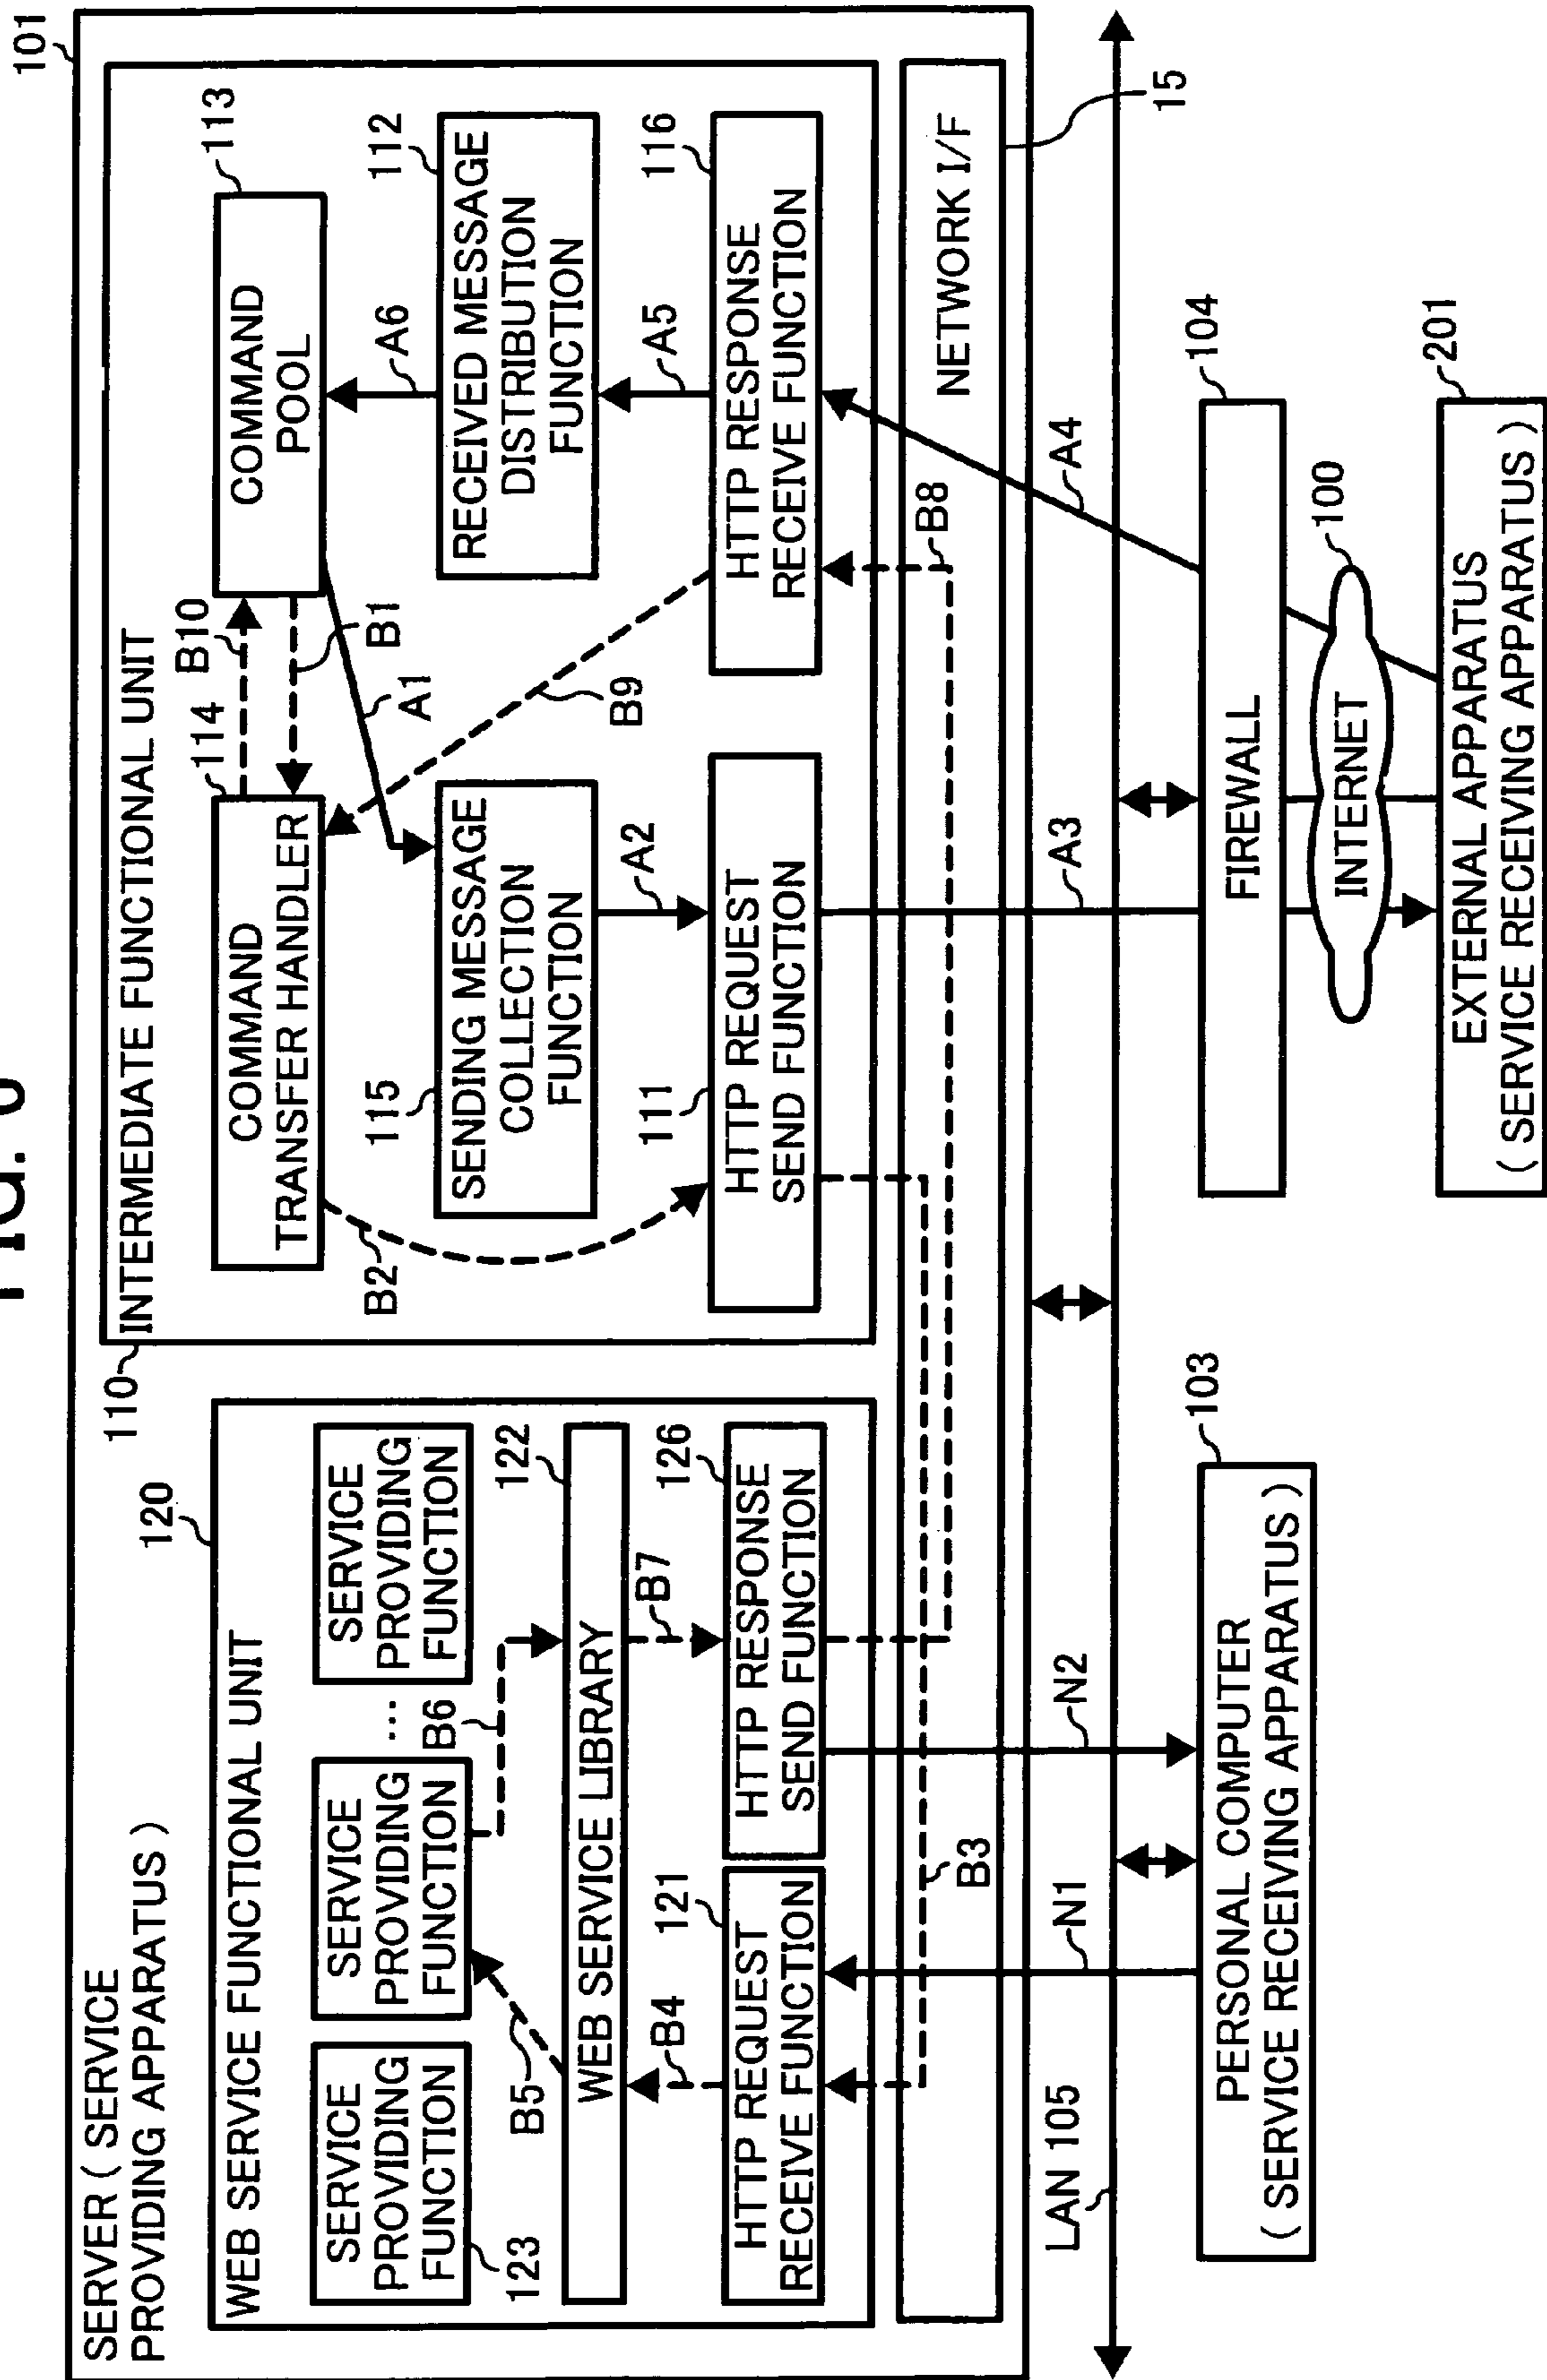 101
SERVER ( SERVICE
PROVIDING APPARATUS )
120
WEB SERVICE FUNCTIONAL UNIT
SERVICE
PROVIDING
FUNCTION
123
SERVICE
PROVIDING
FUNCTION
...
SERVICE
PROVIDING
FUNCTION
B5
B6
122
WEB SERVICE LIBRARY
B4
B7
121
HTTP REQUEST
RECEIVE FUNCTION
126
HTTP RESPONSE
SEND FUNCTION
110
INTERMEDIATE FUNCTIONAL UNIT
114
COMMAND
TRANSFER HANDLER
B10
B1
113
COMMAND
POOL
A1
A6
B2
115
SENDING MESSAGE
COLLECTION
FUNCTION
112
RECEIVED MESSAGE
DISTRIBUTION
FUNCTION
B9
A2
A5
111
HTTP REQUEST
SEND FUNCTION
116
HTTP RESPONSE
RECEIVE FUNCTION
B3
B8
NETWORK I/F
15
LAN 105
N1
N2
A3
A4
103
PERSONAL COMPUTER
( SERVICE RECEIVING APPARATUS )
104
FIREWALL
100
INTERNET
201
EXTERNAL APPARATUS
( SERVICE RECEIVING APPARATUS )